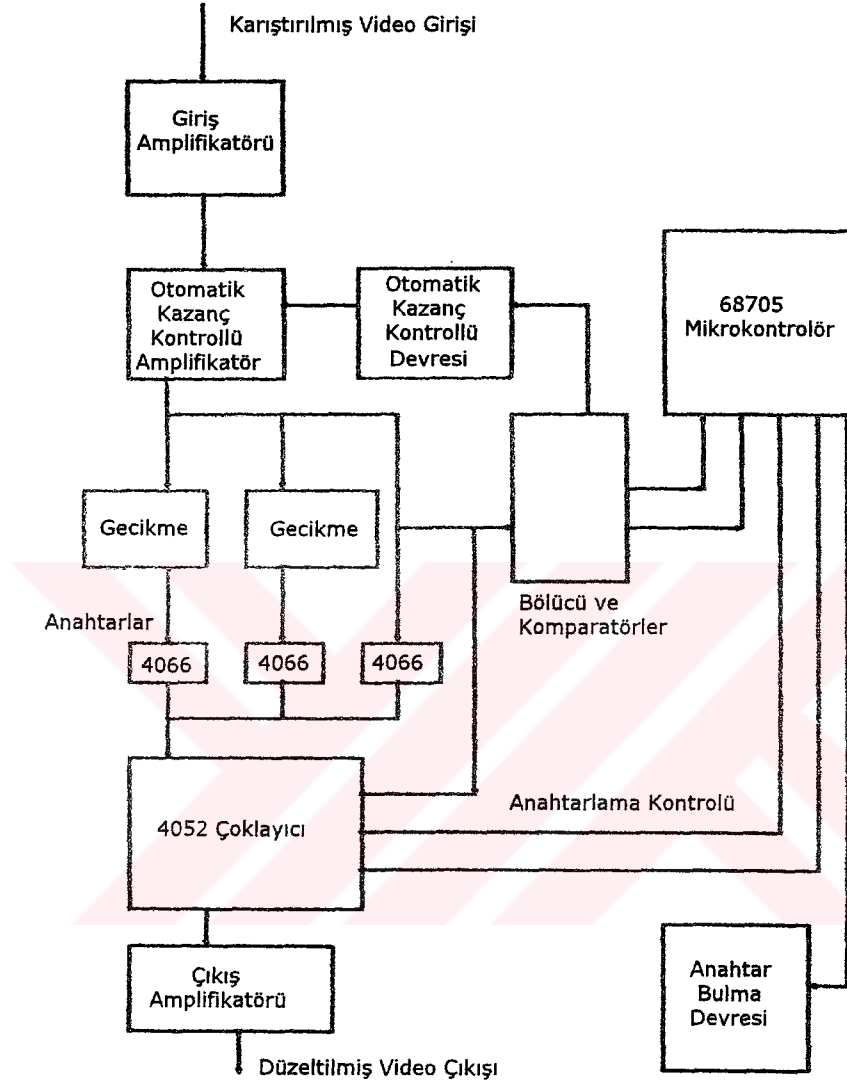 Karıştırılmış Video Girişi
Giriş
Amplifikatörü
Otomatik
Kazanç
Kontrollü
Amplifikatör
Otomatik
Kazanç
Kontrollü
Devresi
68705
Mikrokontrolör
Gecikme
Gecikme
Bölücü ve
Komparatörler
Anahtarlar
4066
4066
4066
4052 Çoklayıcı
Anahtarlama Kontrolü
Çıkış
Amplifikatörü
Anahtar
Bulma
Devresi
Düzeltilmiş Video Çıkışı